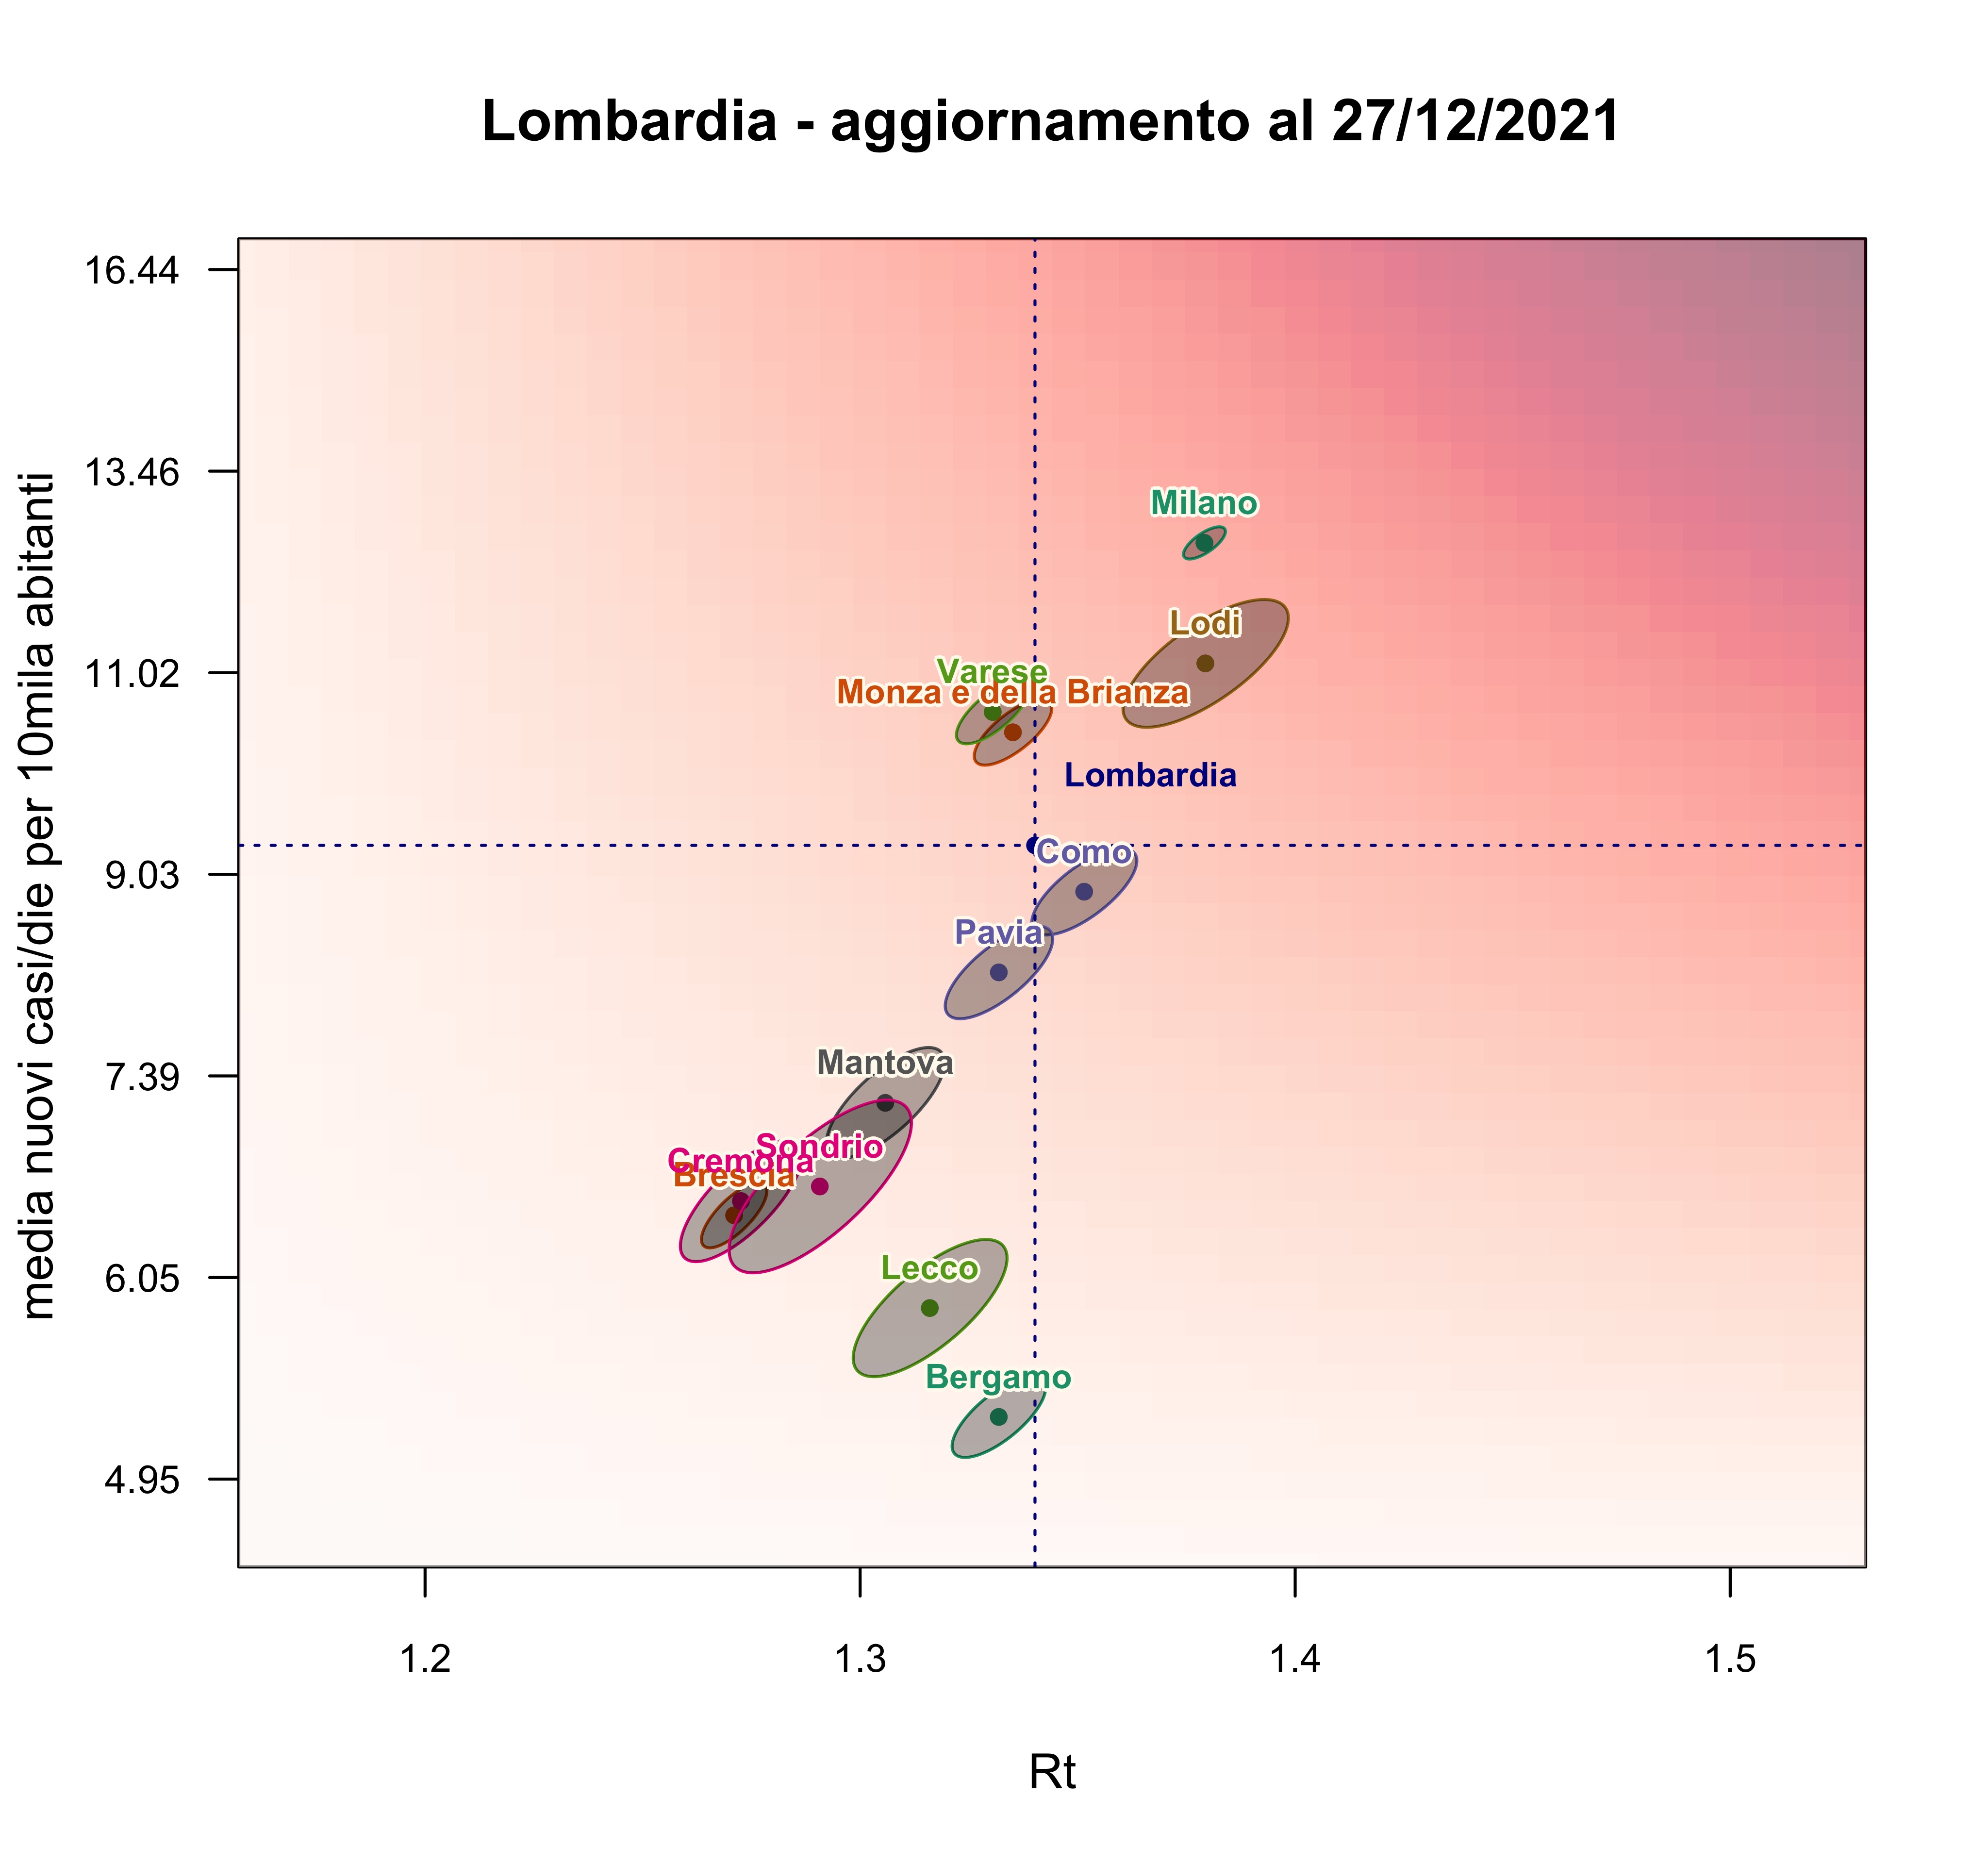 Lombardia - aggiornamento al 27/12/2021
media nuovi casi/die per 10mila abitanti
16.44
13.46
11.02
9.03
7.39
6.05
4.95
Milano
Lodi
Varese
Monza e della Brianza
Lombardia
Como
Pavia
Mantova
Sondrio
Cremona
Brescia
Lecco
Bergamo
1.2
1.3
1.4
1.5
Rt